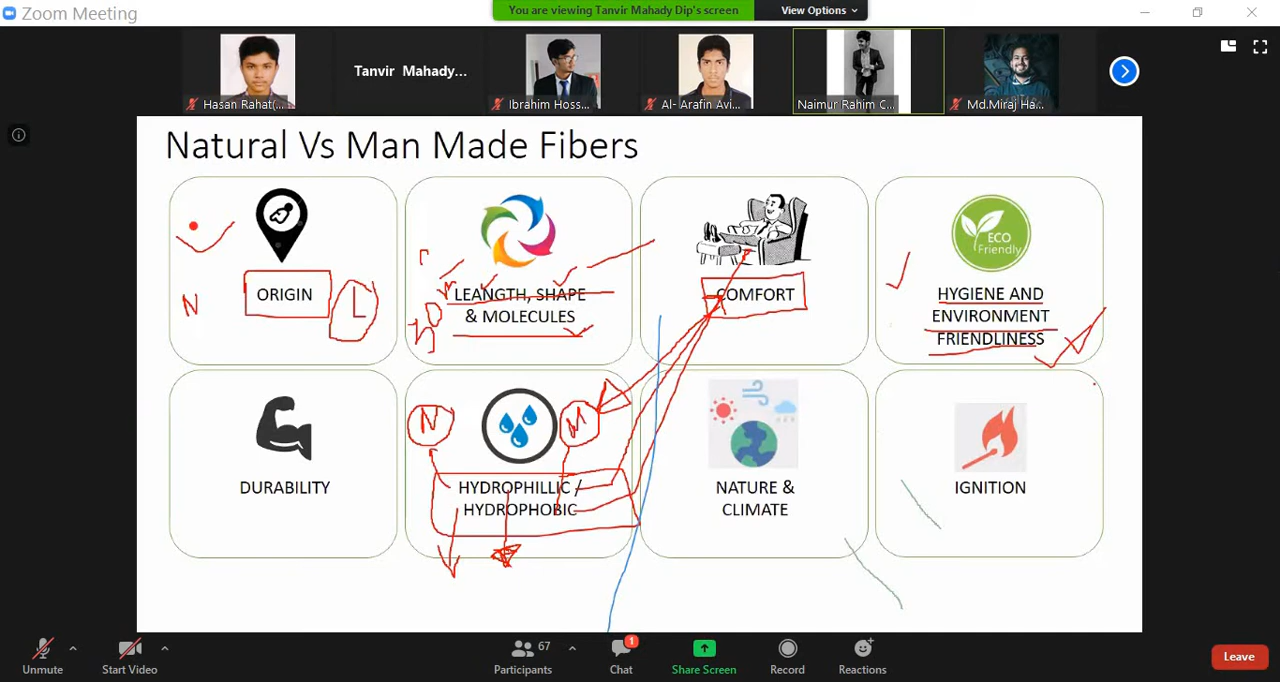 Zoom Meeting
You are viewing Tanvir Mahady Dip's screen
View Options
Hasan Rahat(...
Tanvir Mahady...
Ibrahim Hoss...
Al- Arafin Avi...
Naimur Rahim C...
Md.Miraj Ha...
Natural Vs Man Made Fibers
N
ORIGIN
L
LEANGTH, SHAPE
& MOLECULES
COMFORT
ECO
Friendly
HYGIENE AND
ENVIRONMENT
FRIENDLINESS
DURABILITY
N
M
HYDROPHILLIC /
HYDROPHOBIC
NATURE &
CLIMATE
IGNITION
Unmute
Start Video
67
Participants
1
Chat
Share Screen
Record
Reactions
Leave